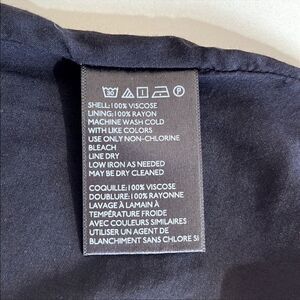 SHELL:100% VISCOSE
LINING:100% RAYON
MACHINE WASH COLD
WITH LIKE COLORS
USE ONLY NON-CHLORINE
BLEACH
LINE DRY
LOW IRON AS NEEDED
MAY BE DRY CLEANED
COQUILLE:100% VISCOSE
DOUBLURE:100% RAYONNE
LAVAGE À LAMAIN À
TEMPÉRATURE FROIDE
AVEC COULEURS SIMILAIRES
UTILISER UN AGENT DE
BLANCHIMENT SANS CHLORE SI